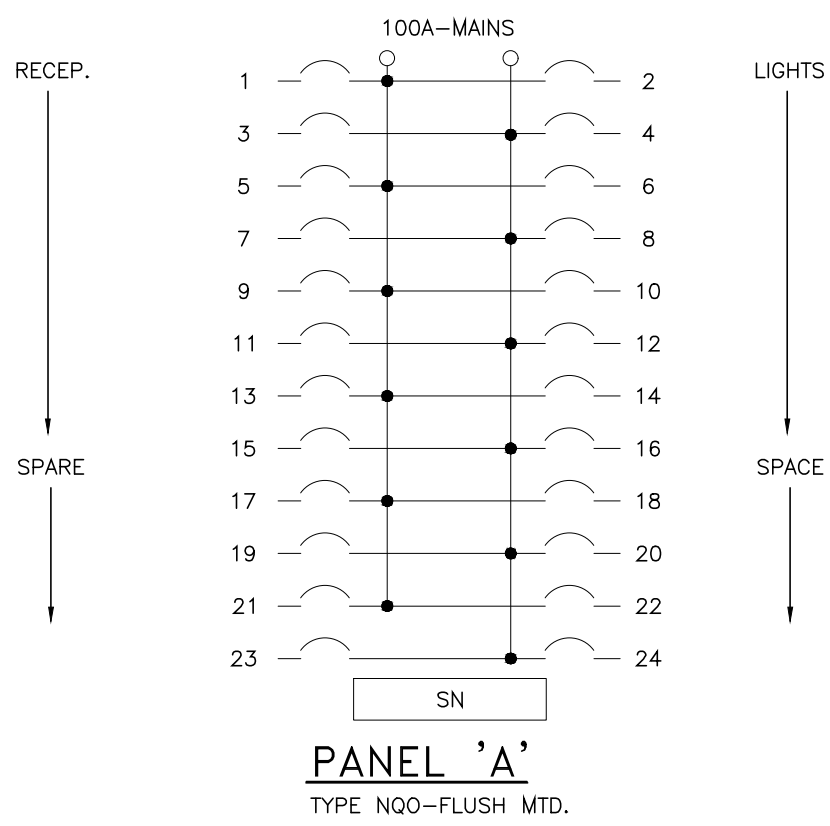 100A-MAINS
RECEP.
LIGHTS
1 2
3 4
5 6
7 8
9 10
11 12
13 14
15 16
SPARE
SPACE
17 18
19 20
21 22
23 24
SN
PANEL 'A'
TYPE NQO-FLUSH MTD.